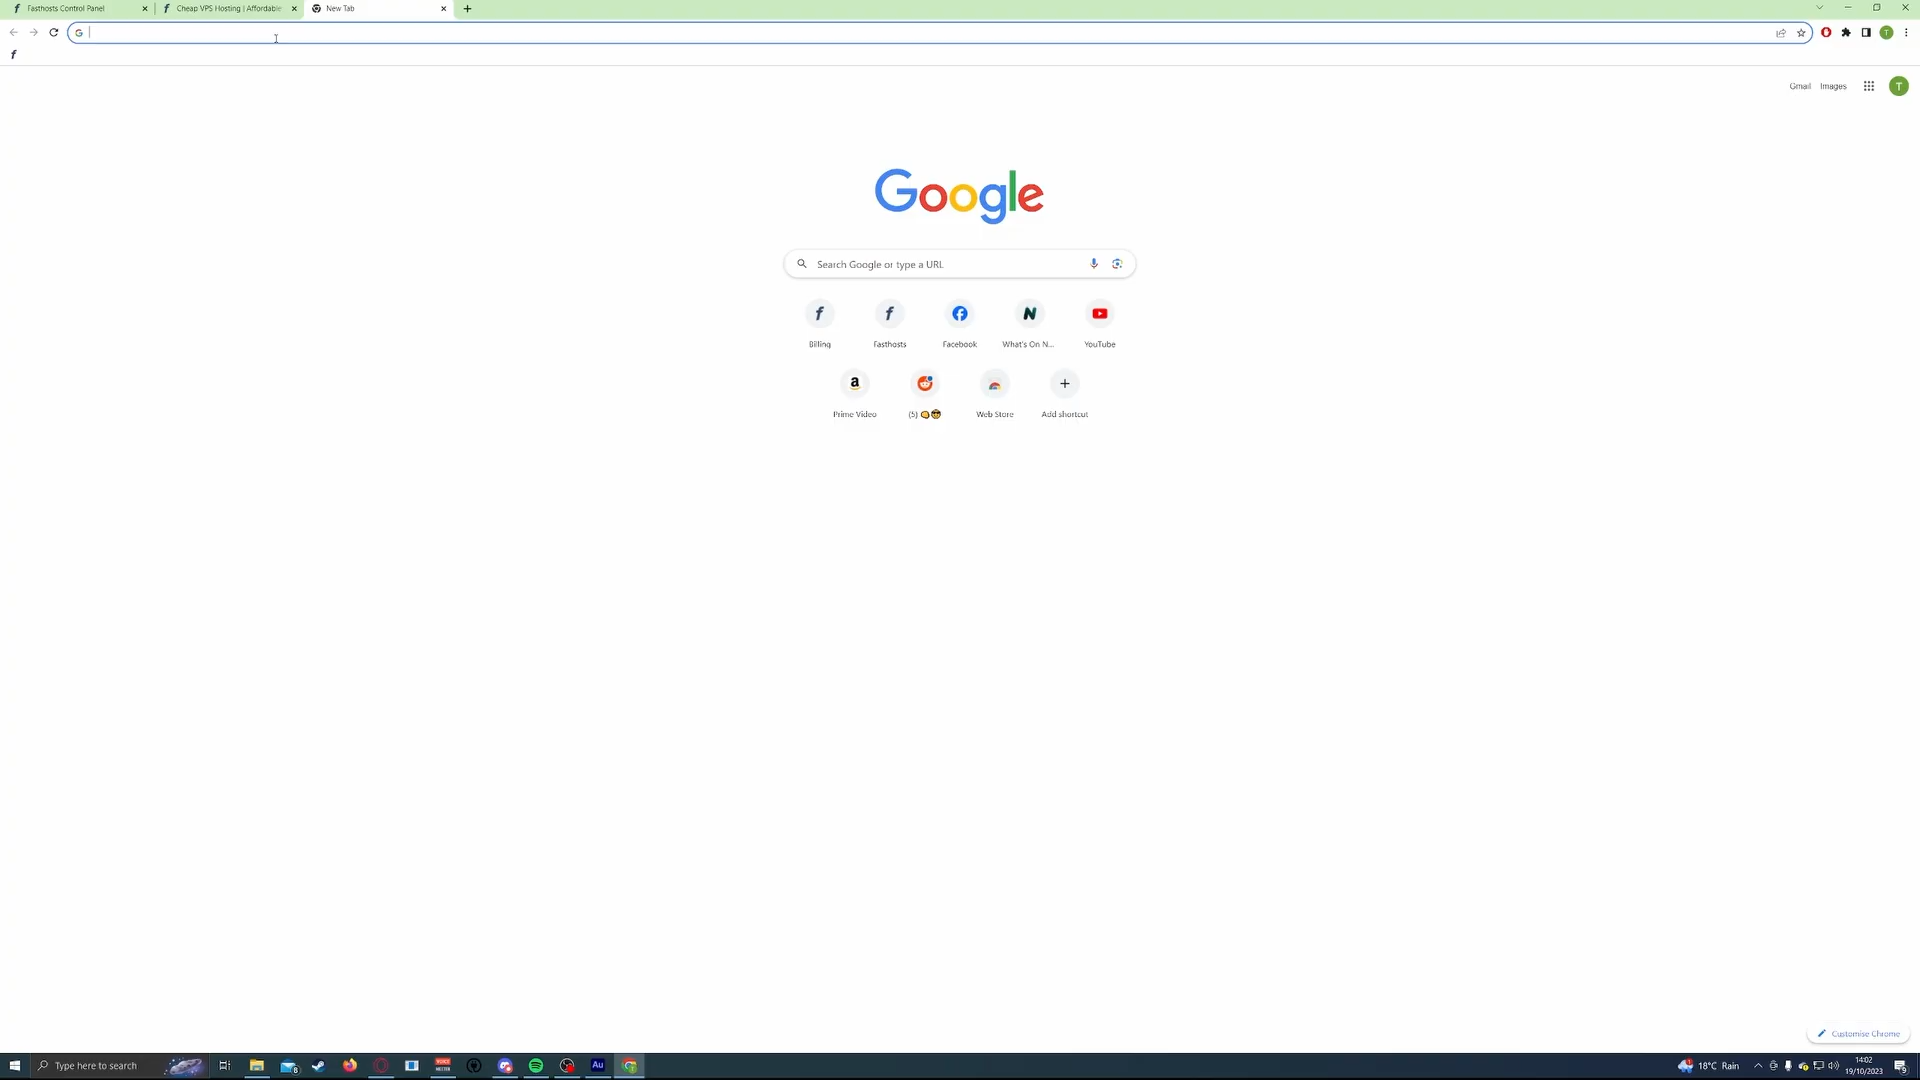 Fasthosts Control Panel
Cheap VPS Hosting | Affordable
New Tab
Gmail
Images
T
Google
Search Google or type a URL
Billing
Fasthosts
Facebook
What's On N...
YouTube
Prime Video
(5)
Web Store
Add shortcut
Customise Chrome
Type here to search
Au
18°C Rain
14:02
19/10/2023